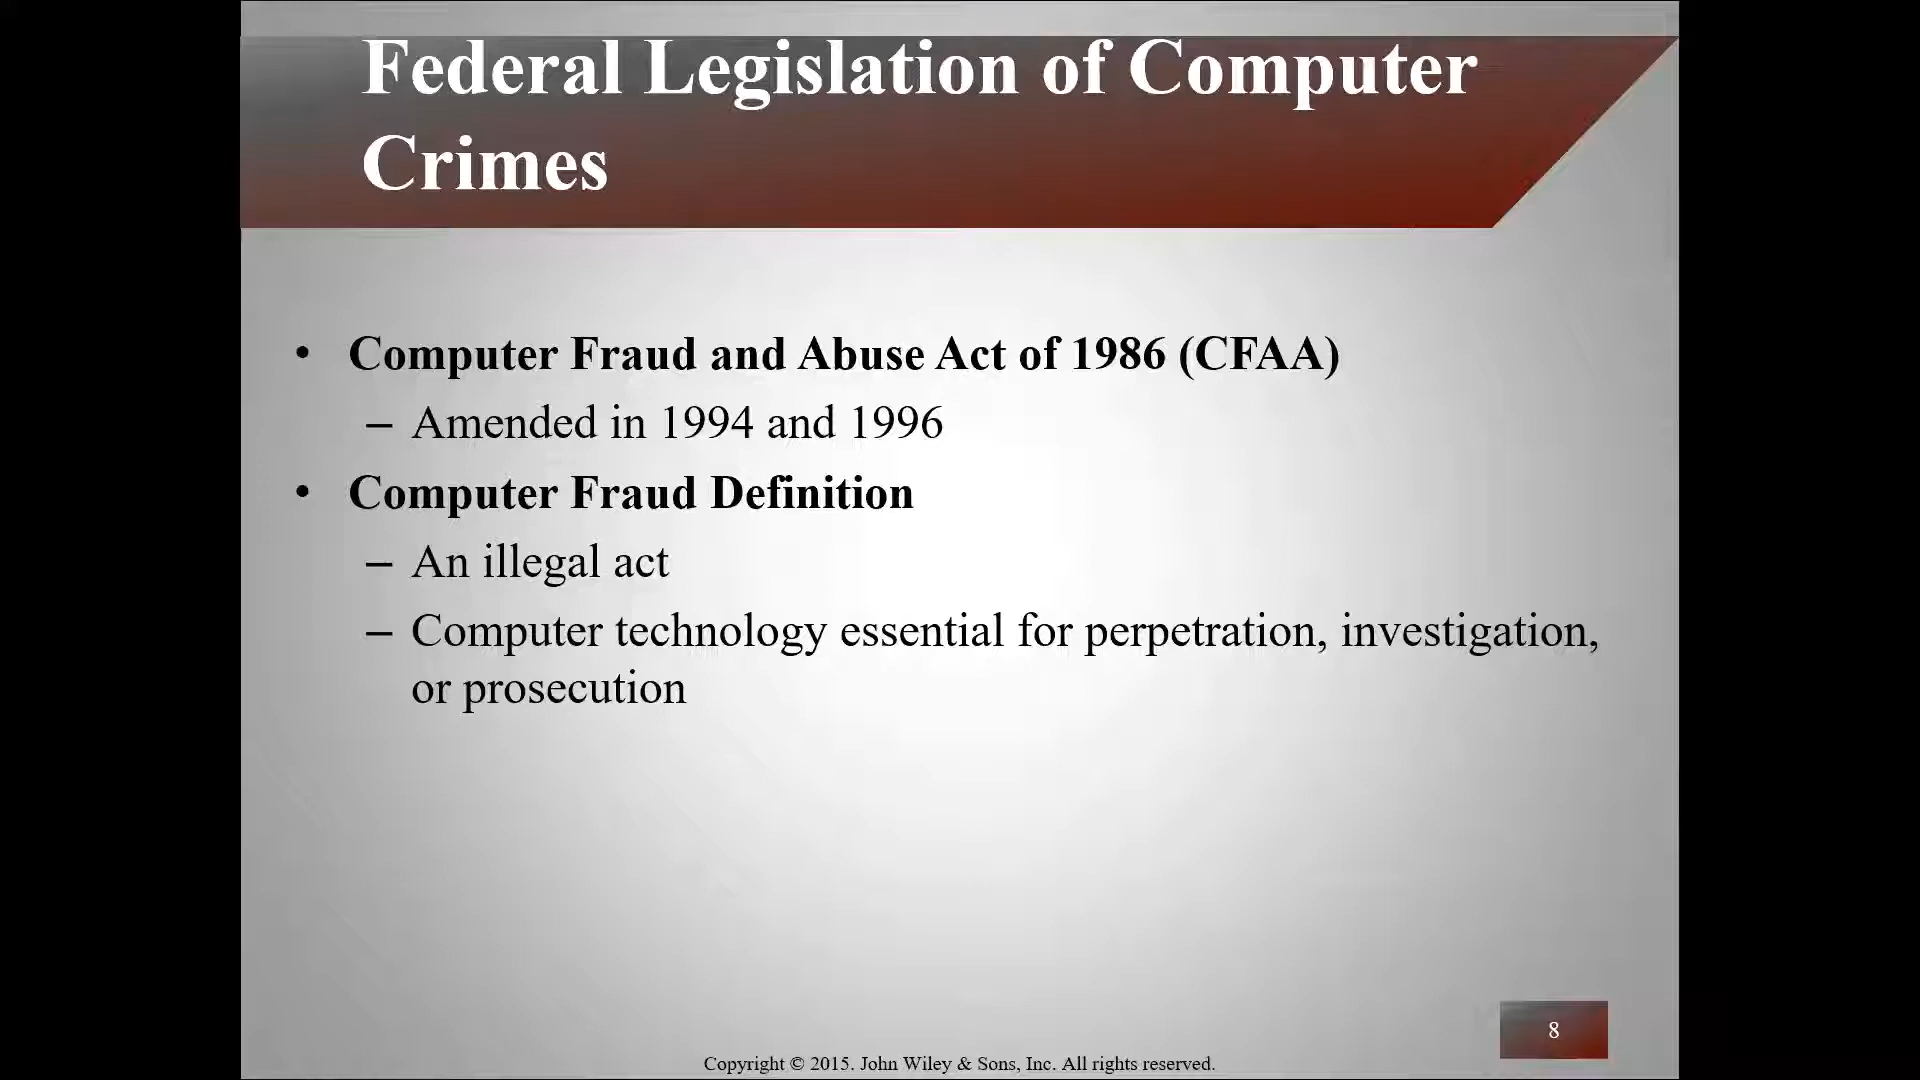 Federal Legislation of Computer
Crimes
• Computer Fraud and Abuse Act of 1986 (CFAA)
– Amended in 1994 and 1996
• Computer Fraud Definition
– An illegal act
– Computer technology essential for perpetration, investigation,
or prosecution
8
Copyright © 2015. John Wiley & Sons, Inc. All rights reserved.